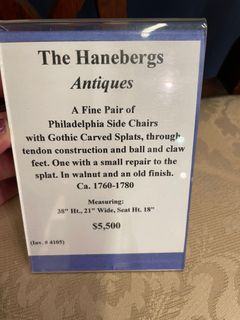 The Hanebergs
Antiques
A Fine Pair of
Philadelphia Side Chairs
with Gothic Carved Splats, through
tendon construction and ball and claw
feet. One with a small repair to the
splat. In walnut and an old finish.
Ca. 1760-1780
Measuring:
38" Ht., 21" Wide, Seat Ht. 18"
$5,500
(Inv. # 4105)